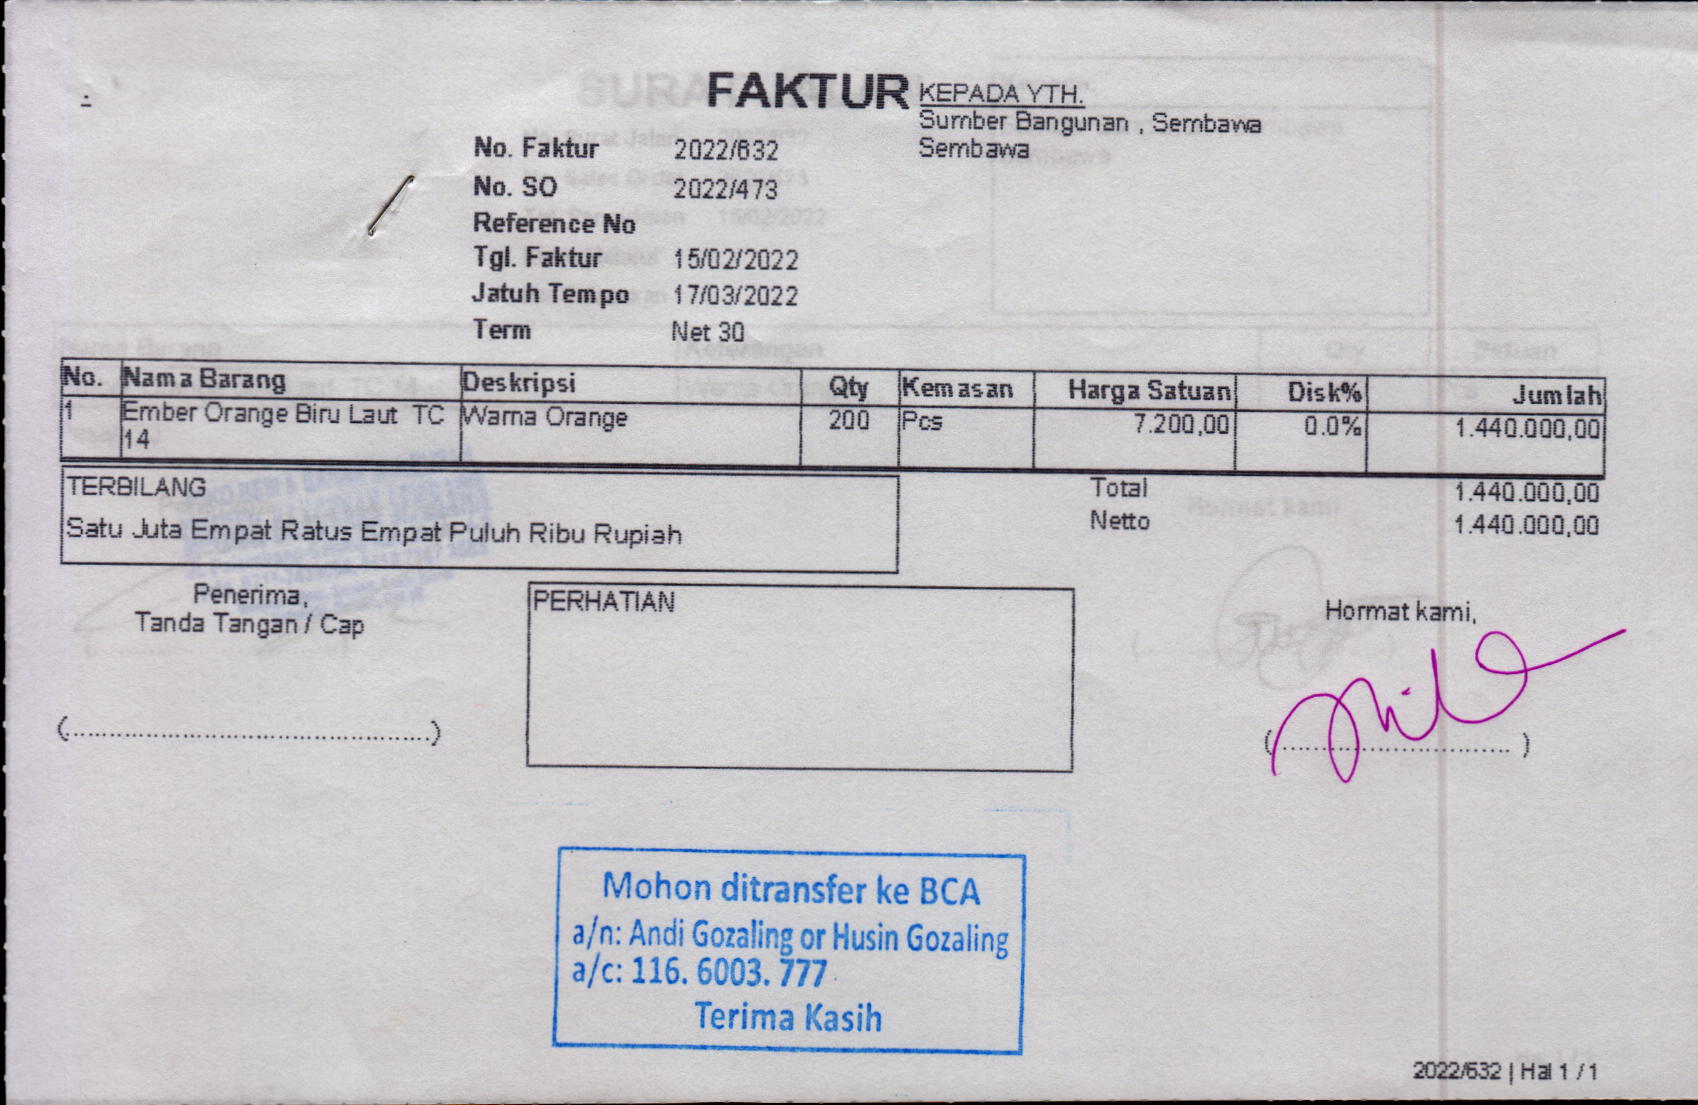 FAKTUR
KEPADA YTH.
Sumber Bangunan , Sembawa
Sembawa
No. Faktur 2022/632
No. SO 2022/473
Reference No
Tgl. Faktur 15/02/2022
Jatuh Tempo 17/03/2022
Term Net 30
No. Nama Barang Deskripsi Qty Kemasan Harga Satuan Disk% Jumlah
1 Ember Orange Biru Laut TC Warna Orange 200 Pcs 7.200,00 0.0% 1.440.000,00
14
TERBILANG
Satu Juta Empat Ratus Empat Puluh Ribu Rupiah
Total 1.440.000,00
Netto 1.440.000,00
Penerima,
Tanda Tangan / Cap
(..................................................)
PERHATIAN
Hormat kami,
(.................................. )
Mohon ditransfer ke BCA
a/n: Andi Gozaling or Husin Gozaling
a/c: 116. 6003. 777
Terima Kasih
2022/632 | Hal 1 / 1